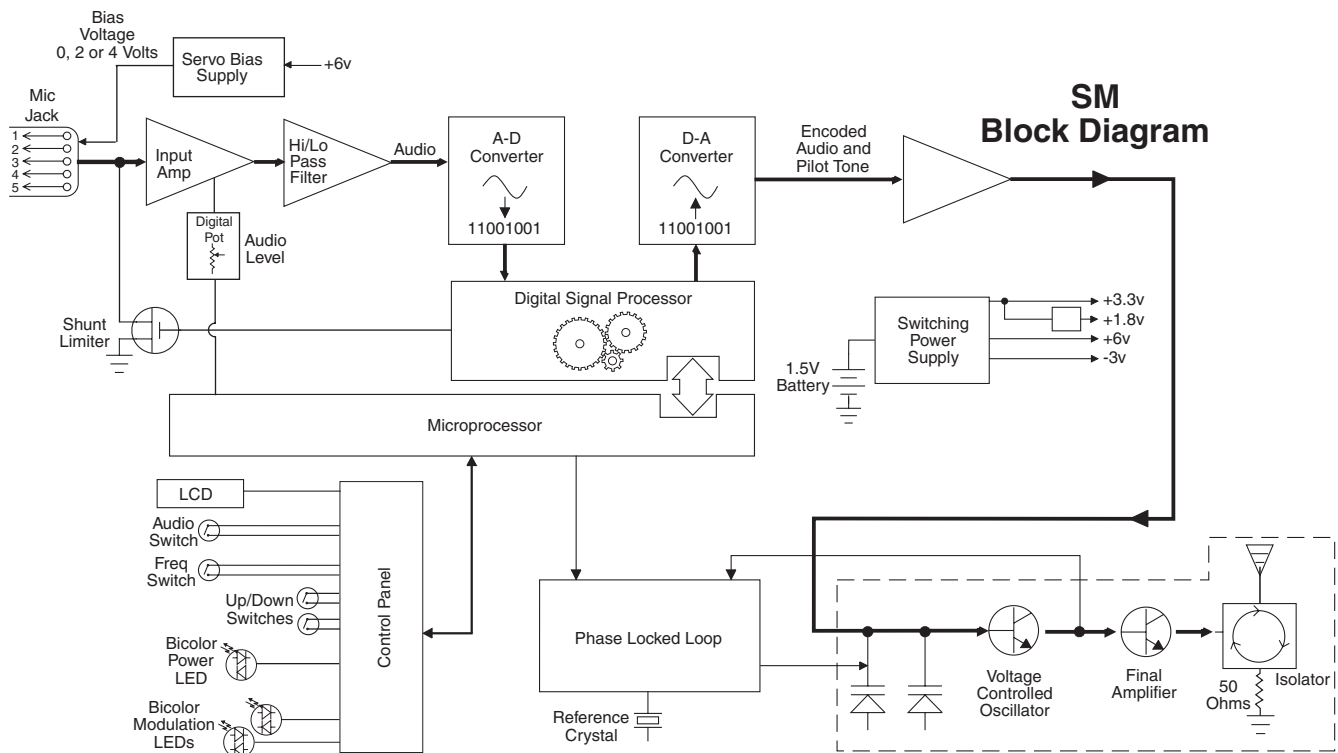 SM
Block Diagram
Bias
Voltage
0, 2 or 4 Volts
Servo Bias
Supply
+6v
Mic
Jack
1
2
3
4
5
Input
Amp
Hi/Lo
Pass
Filter
Audio
A-D
Converter
11001001
D-A
Converter
11001001
Encoded
Audio and
Pilot Tone
Digital
Pot
Audio
Level
Shunt
Limiter
Digital Signal Processor
Switching
Power
Supply
+3.3v
+1.8v
+6v
-3v
1.5V
Battery
Microprocessor
LCD
Audio
Switch
Freq
Switch
Up/Down
Switches
Bicolor
Power
LED
Bicolor
Modulation
LEDs
Control Panel
Phase Locked Loop
Reference
Crystal
Voltage
Controlled
Oscillator
Final
Amplifier
50
Ohms
Isolator